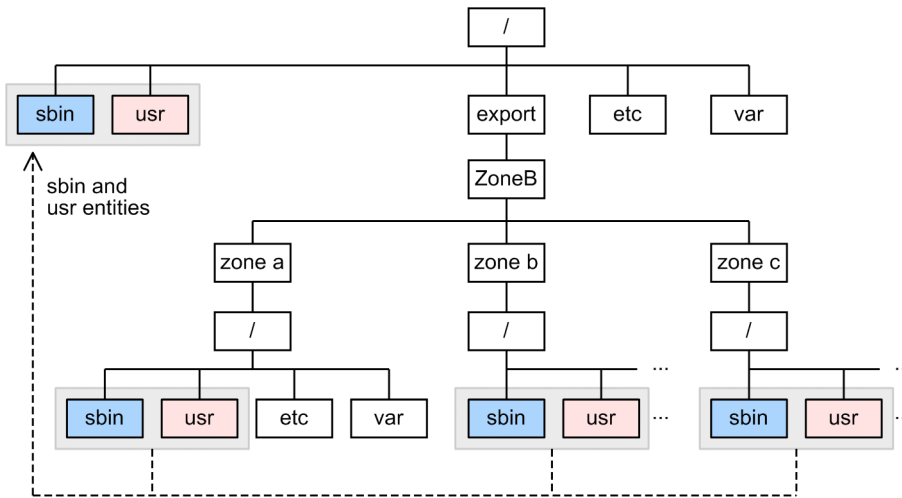 /
sbin usr export etc var
sbin and
usr entities
ZoneB
zone a zone b zone c
/ / /
... ...
sbin usr etc var sbin usr ... sbin usr ...